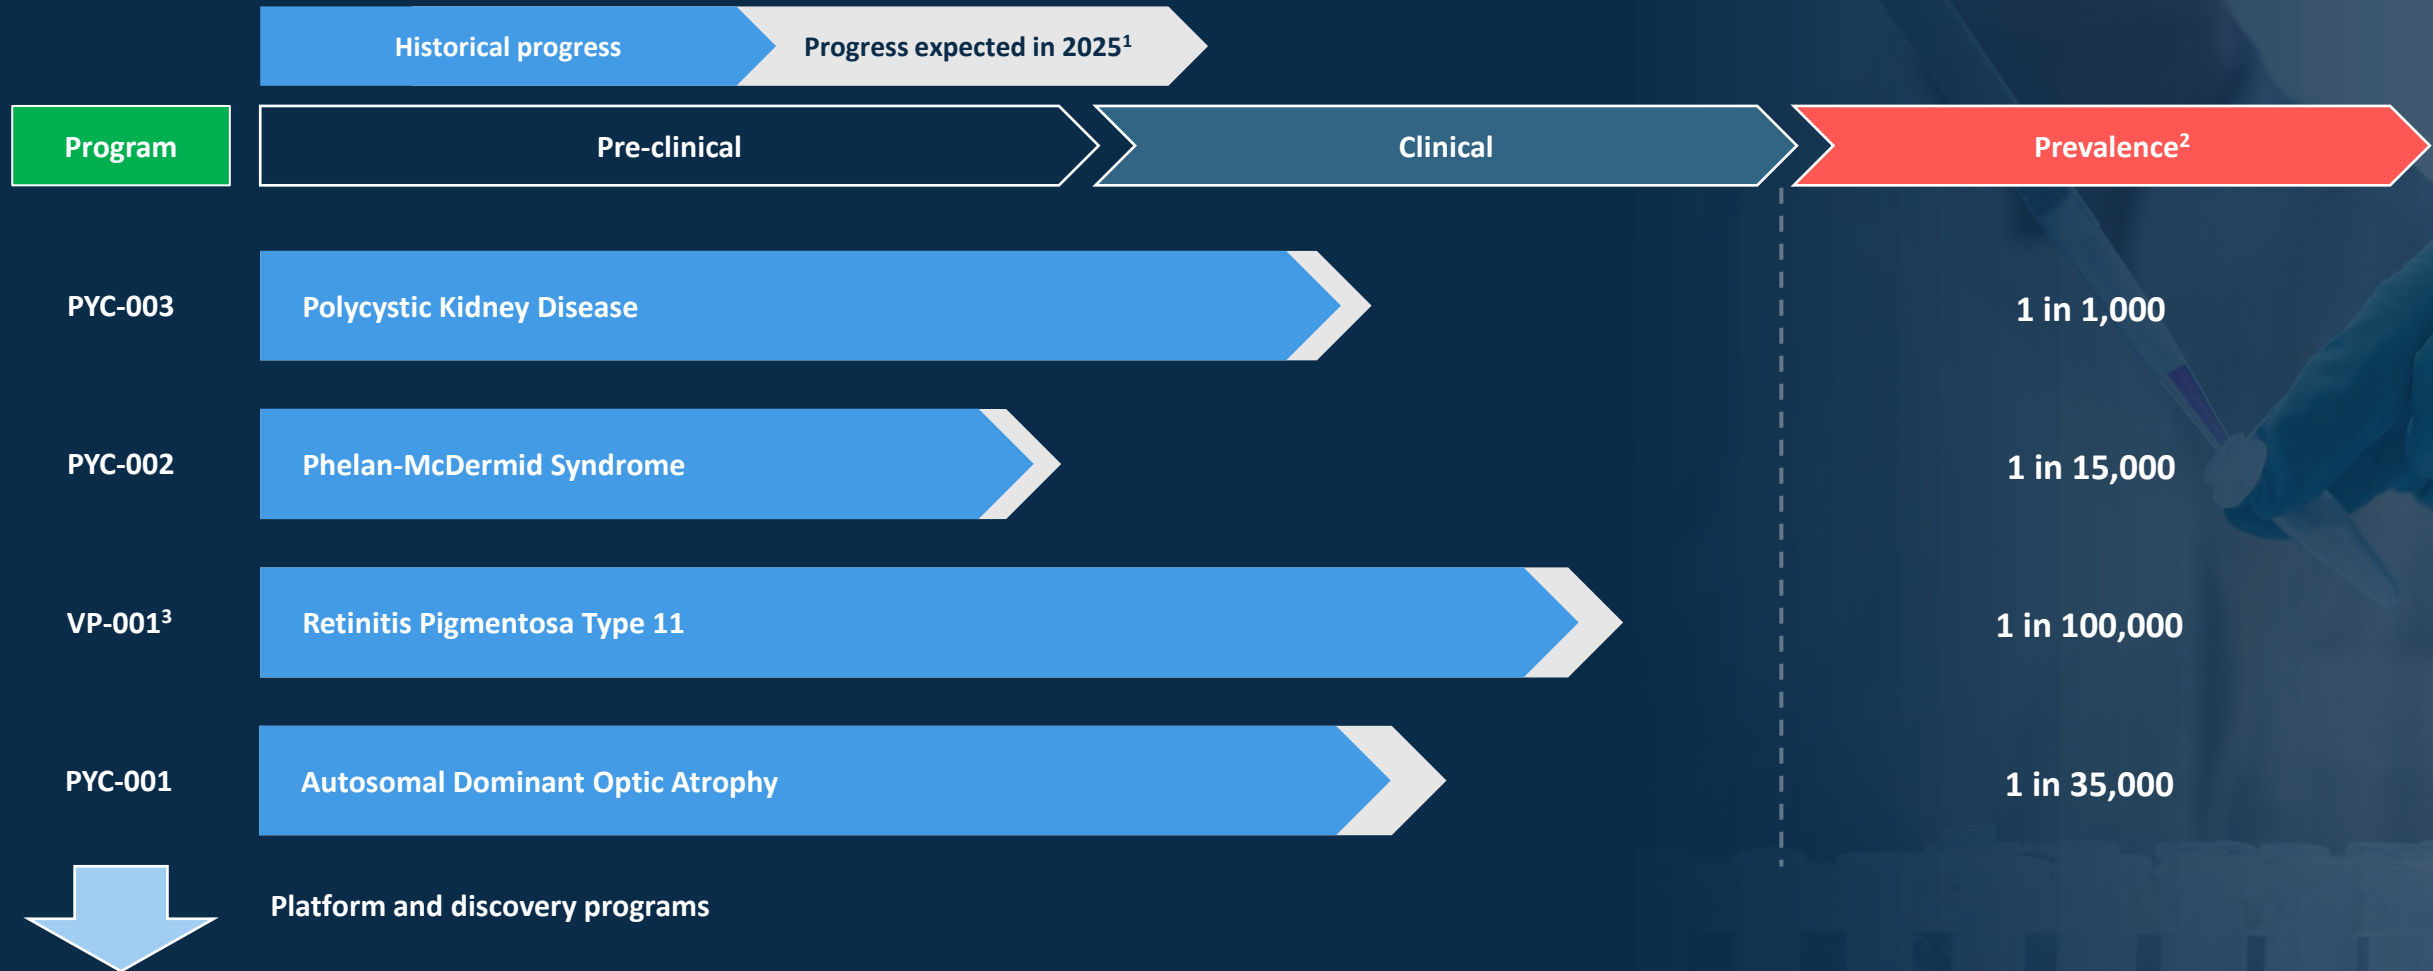 Historical progress
Progress expected in 2025¹
Program
Pre-clinical
Clinical
Prevalence²
PYC-003
Polycystic Kidney Disease
1 in 1,000
PYC-002
Phelan-McDermid Syndrome
1 in 15,000
VP-001³
Retinitis Pigmentosa Type 11
1 in 100,000
PYC-001
Autosomal Dominant Optic Atrophy
1 in 35,000
Platform and discovery programs